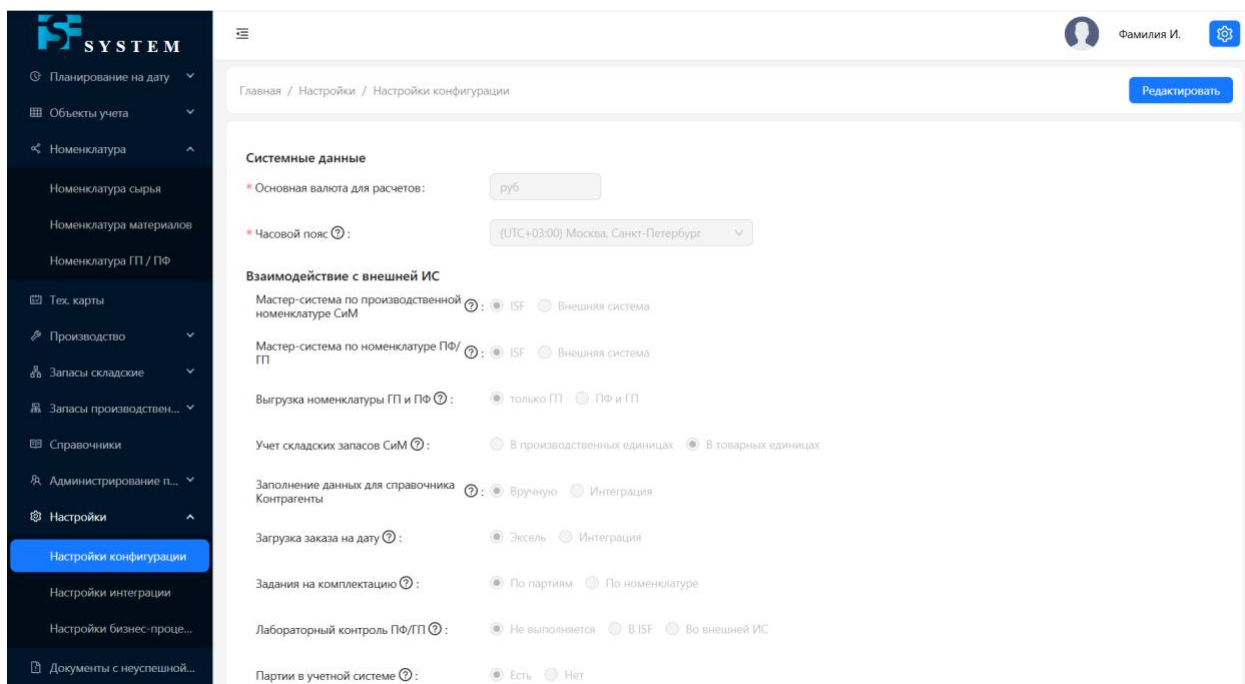 ISF
SYSTEM
Фамилия И.
Планирование на дату
Объекты учета
Номенклатура
Номенклатура сырья
Номенклатура материалов
Номенклатура ГП / ПФ
Тех. карты
Производство
Запасы складские
Запасы производствен...
Справочники
Администрирование п...
Настройки
Настройки конфигурации
Настройки интеграции
Настройки бизнес-проце...
Документы с неуспешной...
Главная / Настройки / Настройки конфигурации
Редактировать
Системные данные
* Основная валюта для расчетов:
руб
* Часовой пояс ? :
(UTC+03:00) Москва, Санкт-Петербург
Взаимодействие с внешней ИС
Мастер-система по производственной
номенклатуре СиМ ? :
ISF Внешняя система
Мастер-система по номенклатуре ПФ/
ГП ? :
ISF Внешняя система
Выгрузка номенклатуры ГП и ПФ ? :
только ГП ПФ и ГП
Учет складских запасов СиМ ? :
В производственных единицах В товарных единицах
Заполнение данных для справочника
Контрагенты ? :
Вручную Интеграция
Загрузка заказа на дату ? :
Эксель Интеграция
Задания на комплектацию ? :
По партиям По номенклатуре
Лабораторный контроль ПФ/ГП ? :
Не выполняется В ISF Во внешней ИС
Партии в учетной системе ? :
Есть Нет